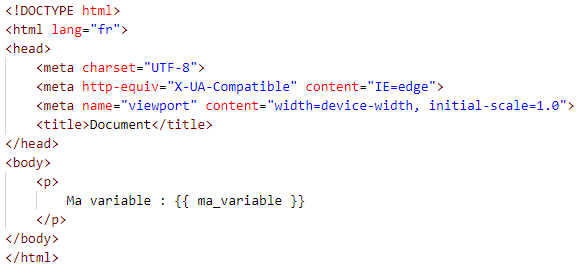 <!DOCTYPE html>
<html lang="fr">
<head>
    <meta charset="UTF-8">
    <meta http-equiv="X-UA-Compatible" content="IE=edge">
    <meta name="viewport" content="width=device-width, initial-scale=1.0">
    <title>Document</title>
</head>
<body>
    <p>
        Ma variable : {{ ma_variable }}
    </p>
</body>
</html>